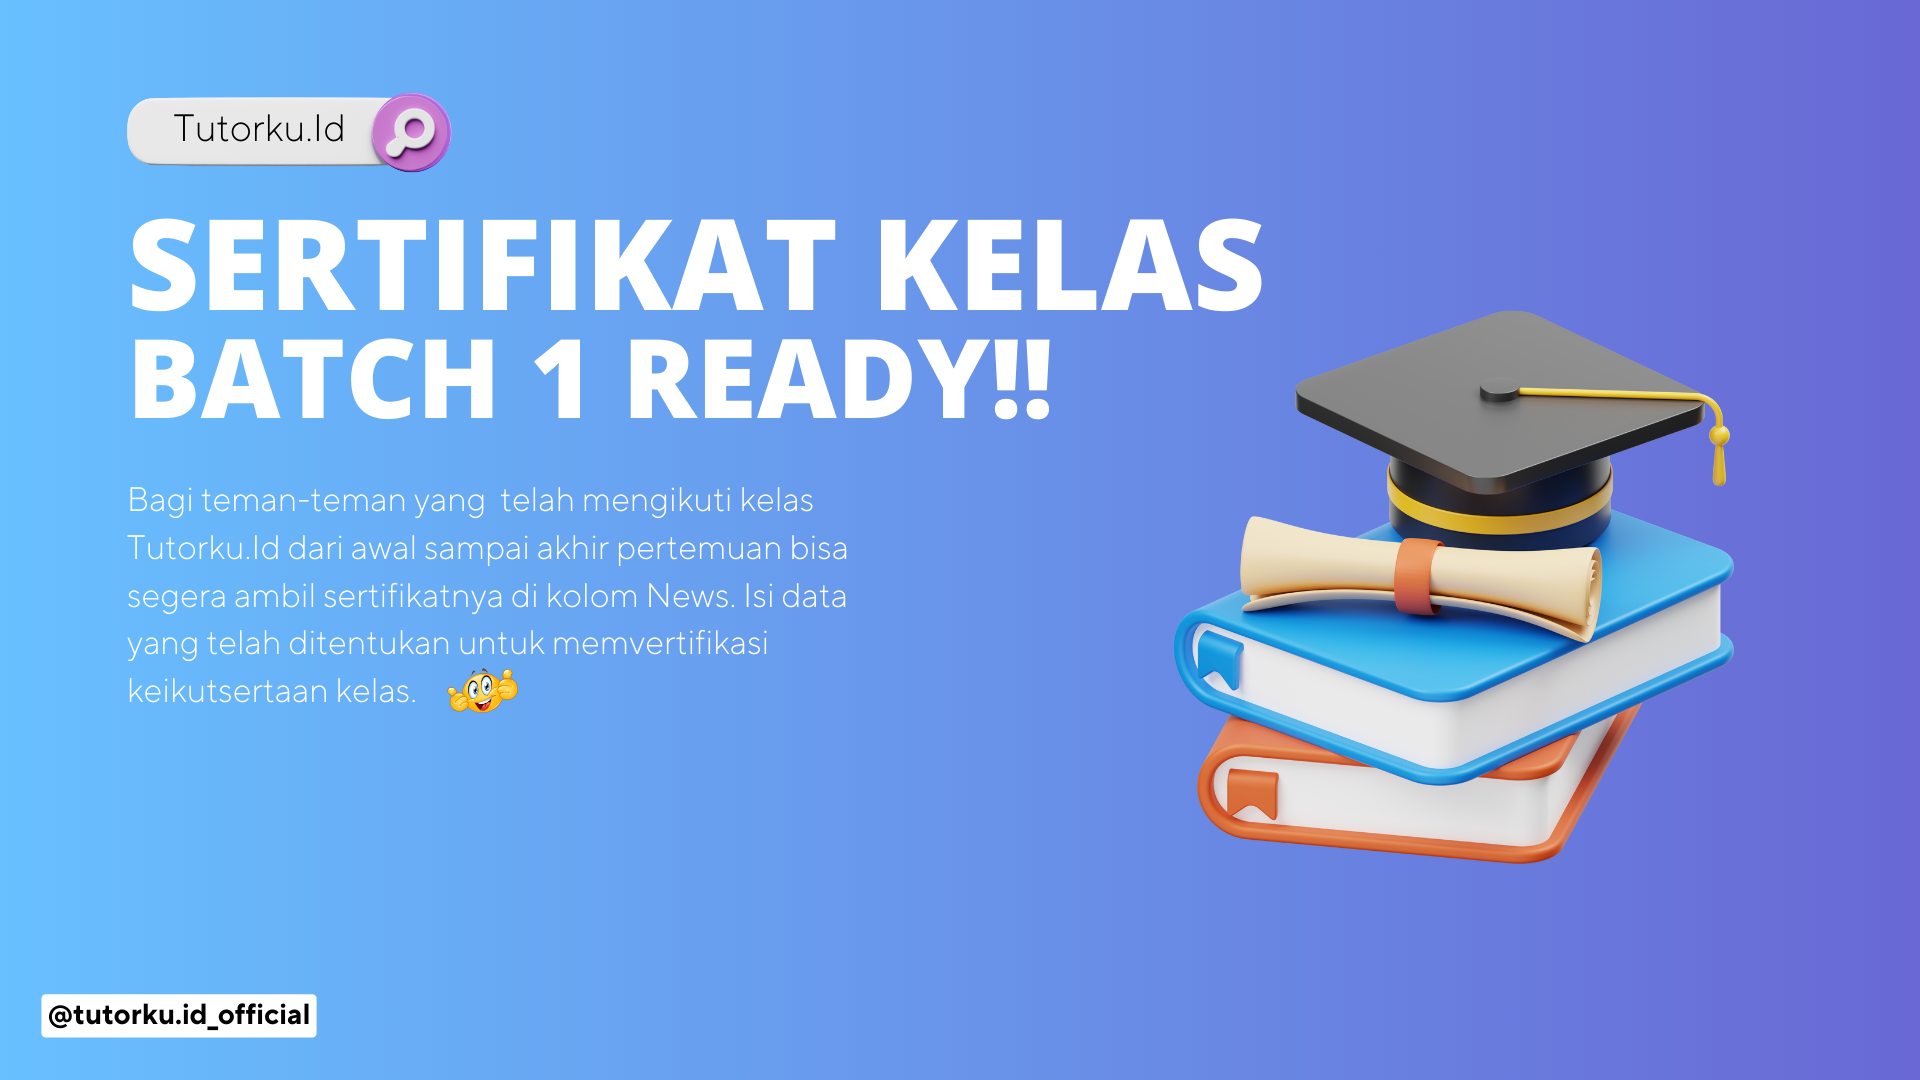 Tutorku.Id
SERTIFIKAT KELAS
BATCH 1 READY!!
Bagi teman-teman yang  telah mengikuti kelas
Tutorku.Id dari awal sampai akhir pertemuan bisa
segera ambil sertifikatnya di kolom News. Isi data
yang telah ditentukan untuk memvertifikasi
keikutsertaan kelas.
@tutorku.id_official